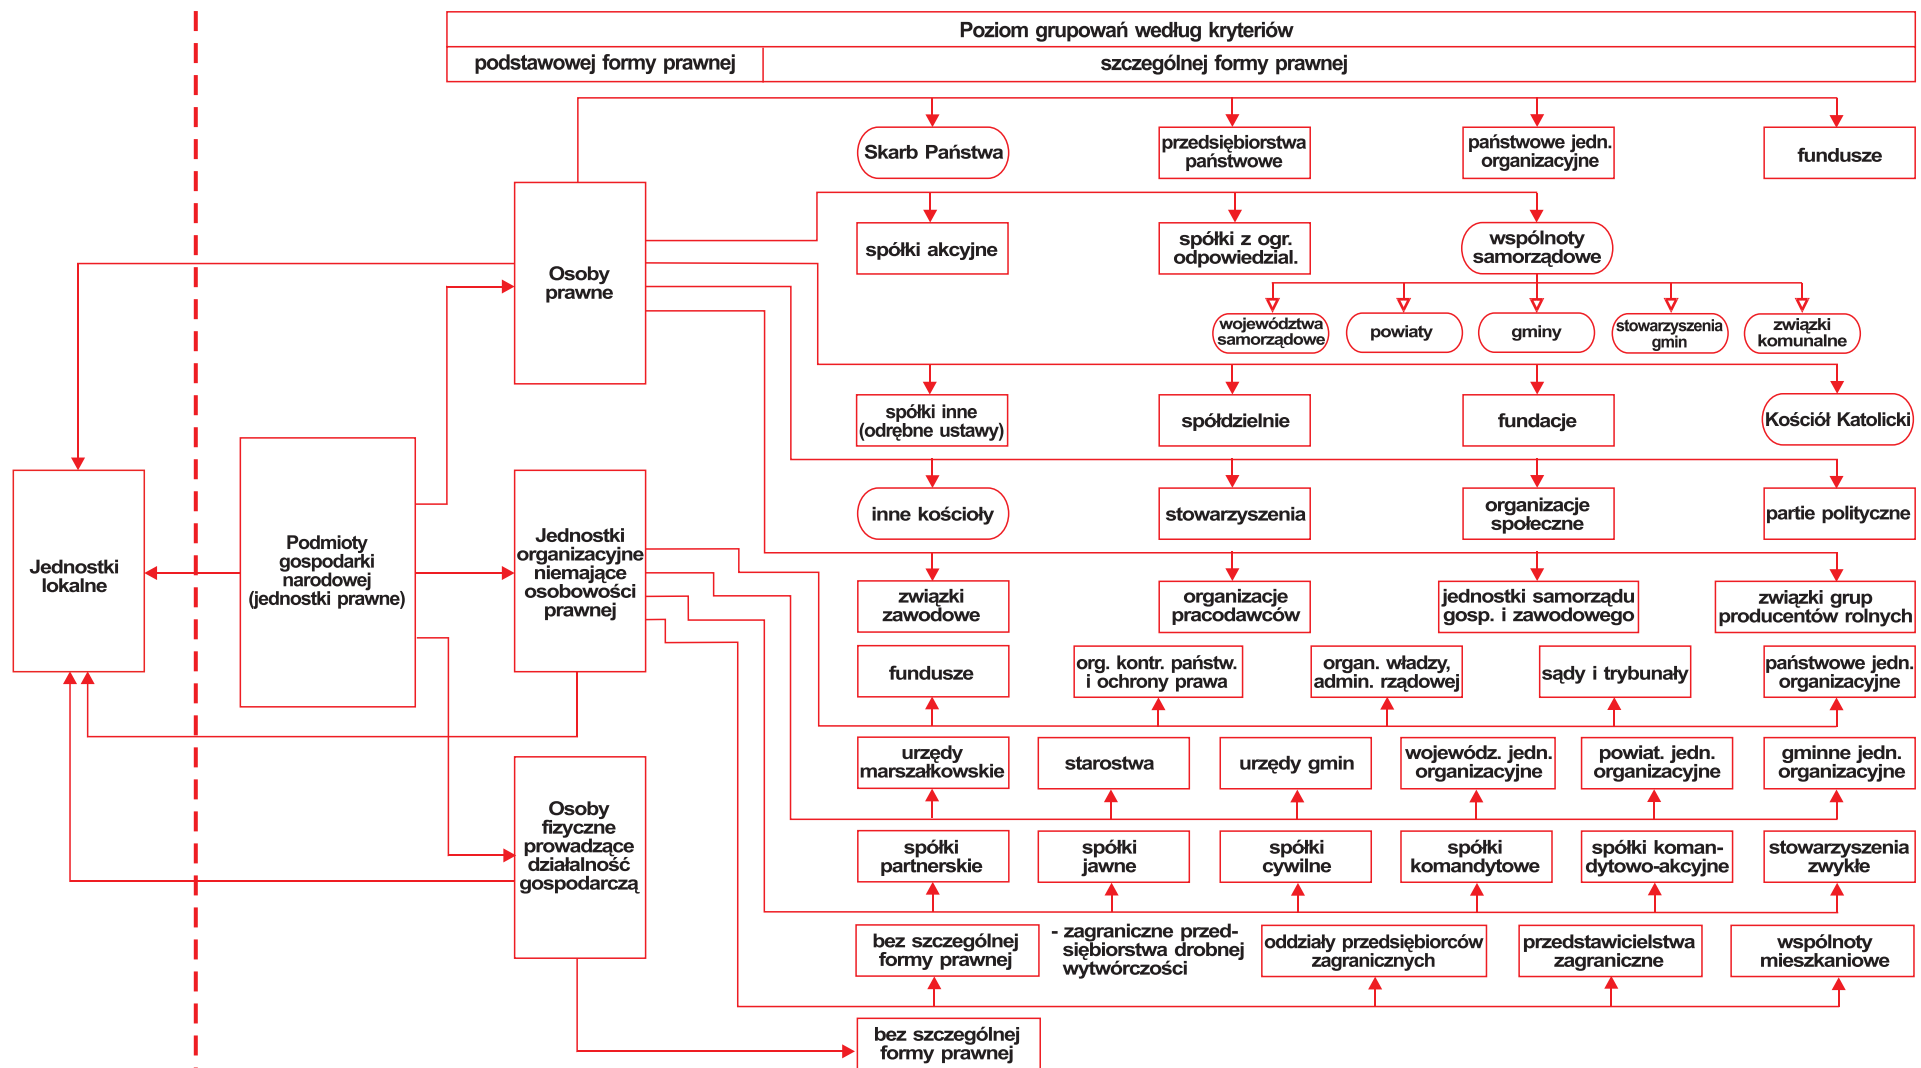 Poziom grupowań według kryteriów
podstawowej formy prawnej
szczególnej formy prawnej
Skarb Państwa
przedsiębiorstwa
państwowe
państwowe jedn.
organizacyjne
fundusze
Osoby
prawne
spółki akcyjne
spółki z ogr.
odpowiedzial.
wspólnoty
samorządowe
województwa
samorządowe
powiaty
gminy
stowarzyszenia
gmin
związki
komunalne
spółki inne
(odrębne ustawy)
spółdzielnie
fundacje
Kościół Katolicki
inne kościoły
stowarzyszenia
organizacje
społeczne
partie polityczne
Jednostki
lokalne
Podmioty
gospodarki
narodowej
(jednostki prawne)
Jednostki
organizacyjne
niemające
osobowości
prawnej
związki
zawodowe
organizacje
pracodawców
jednostki samorządu
gosp. i zawodowego
związki grup
producentów rolnych
fundusze
org. kontr. państw.
i ochrony prawa
organ. władzy,
admin. rządowej
sądy i trybunały
państwowe jedn.
organizacyjne
urzędy
marszałkowskie
starostwa
urzędy gmin
wojewódz. jedn.
organizacyjne
powiat. jedn.
organizacyjne
gminne jedn.
organizacyjne
Osoby
fizyczne
prowadzące
działalność
gospodarczą
spółki
partnerskie
spółki
jawne
spółki
cywilne
spółki
komandytowe
spółki koman-
dytowo-akcyjne
stowarzyszenia
zwykłe
bez szczególnej
formy prawnej
- zagraniczne przed-
siębiorstwa drobnej
wytwórczości
oddziały przedsiębiorców
zagranicznych
przedstawicielstwa
zagraniczne
wspólnoty
mieszkaniowe
bez szczególnej
formy prawnej